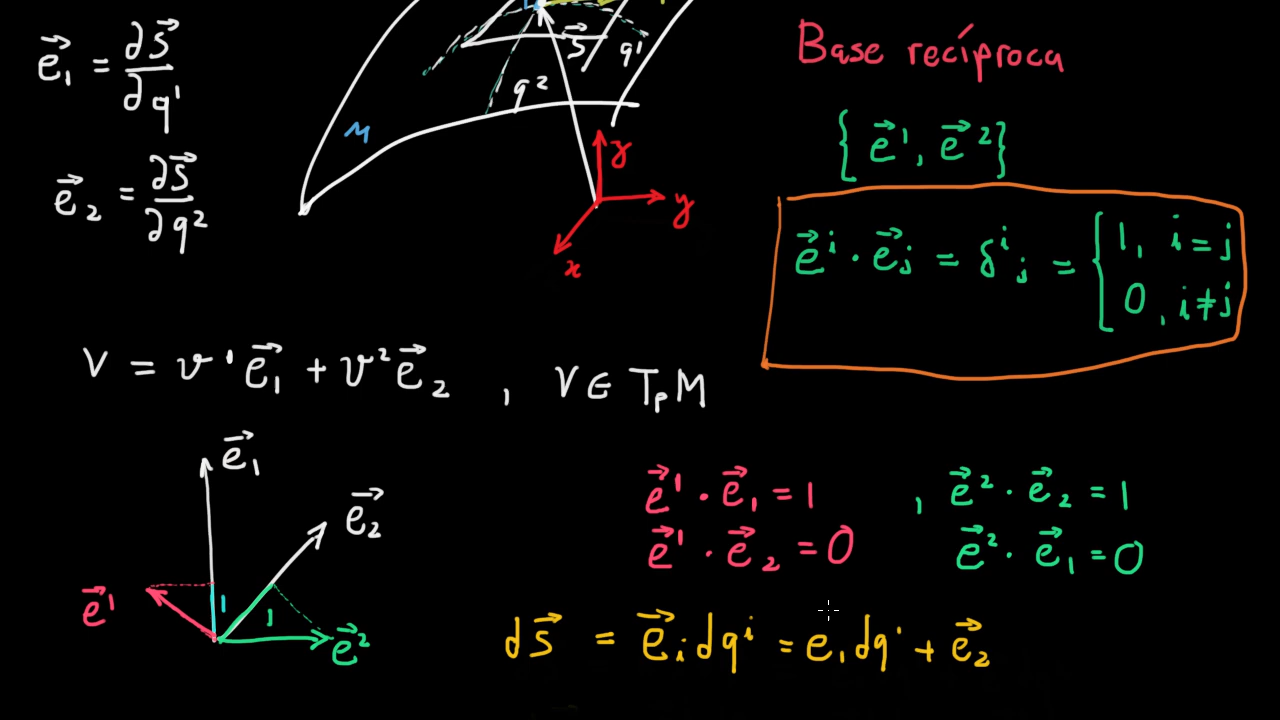 e⃗₁ = ∂s⃗/∂q¹
s⃗
q¹
q²
M
e⃗₂ = ∂s⃗/∂q²
y
x
Base recíproca
{e⃗¹, e⃗²}
e⃗ⁱ · e⃗ⱼ = δⁱⱼ = { 1, i = j
0, i ≠ j
V = v¹e⃗₁ + v²e⃗₂ , V ∈ TₚM
e⃗₁
e⃗₂
e⃗¹
1
1
e⃗²
e⃗¹ · e⃗₁ = 1 , e⃗² · e⃗₂ = 1
e⃗¹ · e⃗₂ = 0 e⃗² · e⃗₁ = 0
ds⃗ = e⃗ᵢdqⁱ = e₁dq¹ + e⃗₂